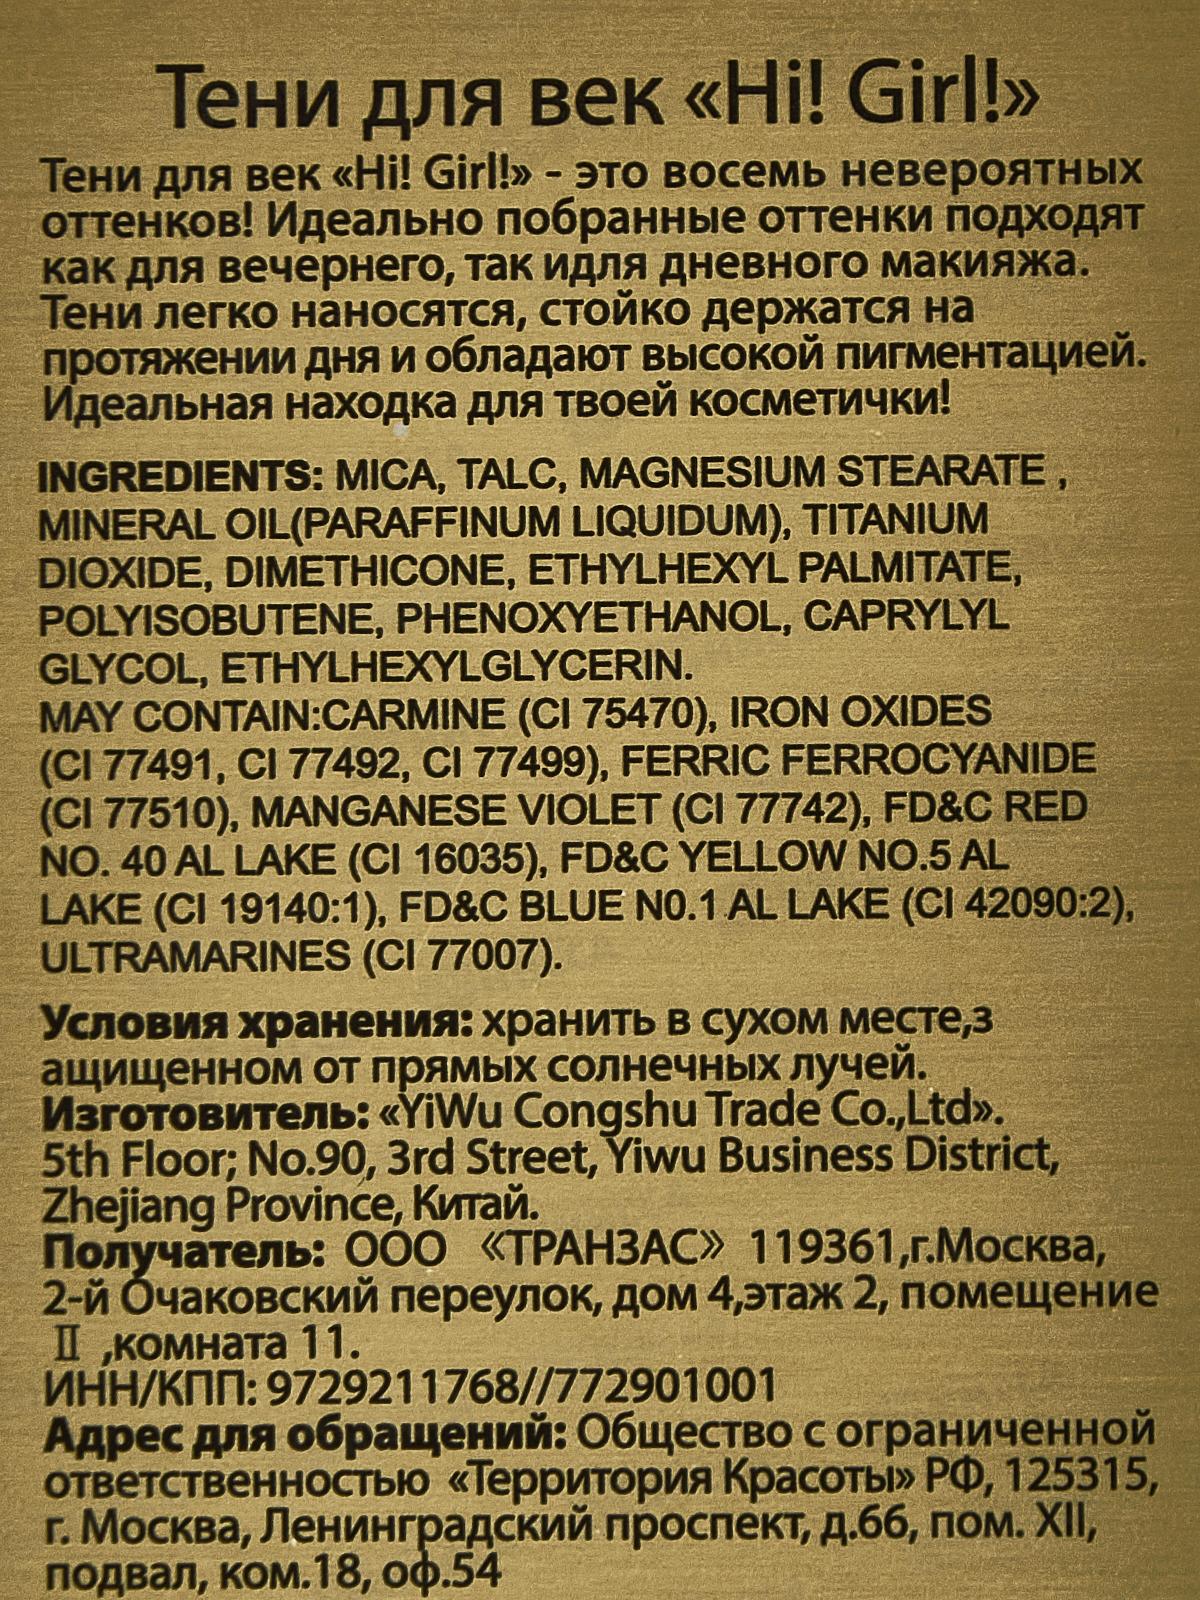 Тени для век «Hi! Girl!»
Тени для век «Hi! Girl!» - это восемь невероятных
оттенков! Идеально побранные оттенки подходят
как для вечернего, так идля дневного макияжа.
Тени легко наносятся, стойко держатся на
протяжении дня и обладают высокой пигментацией.
Идеальная находка для твоей косметички!
INGREDIENTS: MICA, TALC, MAGNESIUM STEARATE ,
MINERAL OIL(PARAFFINUM LIQUIDUM), TITANIUM
DIOXIDE, DIMETHICONE, ETHYLHEXYL PALMITATE,
POLYISOBUTENE, PHENOXYETHANOL, CAPRYLYL
GLYCOL, ETHYLHEXYLGLYCERIN.
MAY CONTAIN:CARMINE (CI 75470), IRON OXIDES
(CI 77491, CI 77492, CI 77499), FERRIC FERROCYANIDE
(CI 77510), MANGANESE VIOLET (CI 77742), FD&C RED
NO. 40 AL LAKE (CI 16035), FD&C YELLOW NO.5 AL
LAKE (CI 19140:1), FD&C BLUE N0.1 AL LAKE (CI 42090:2),
ULTRAMARINES (CI 77007).
Условия хранения: хранить в сухом месте,з
ащищенном от прямых солнечных лучей.
Изготовитель: «YiWu Congshu Trade Co.,Ltd».
5th Floor; No.90, 3rd Street, Yiwu Business District,
Zhejiang Province, Китай.
Получатель: ООО 《ТРАНЗАС》 119361,г.Москва,
2-й Очаковский переулок, дом 4,этаж 2, помещение
Ⅱ ,комната 11.
ИНН/КПП: 9729211768//772901001
Адрес для обращений: Общество с ограниченной
ответственностью «Территория Красоты» РФ, 125315,
г. Москва, Ленинградский проспект, д.66, пом. XII,
подвал, ком.18, оф.54